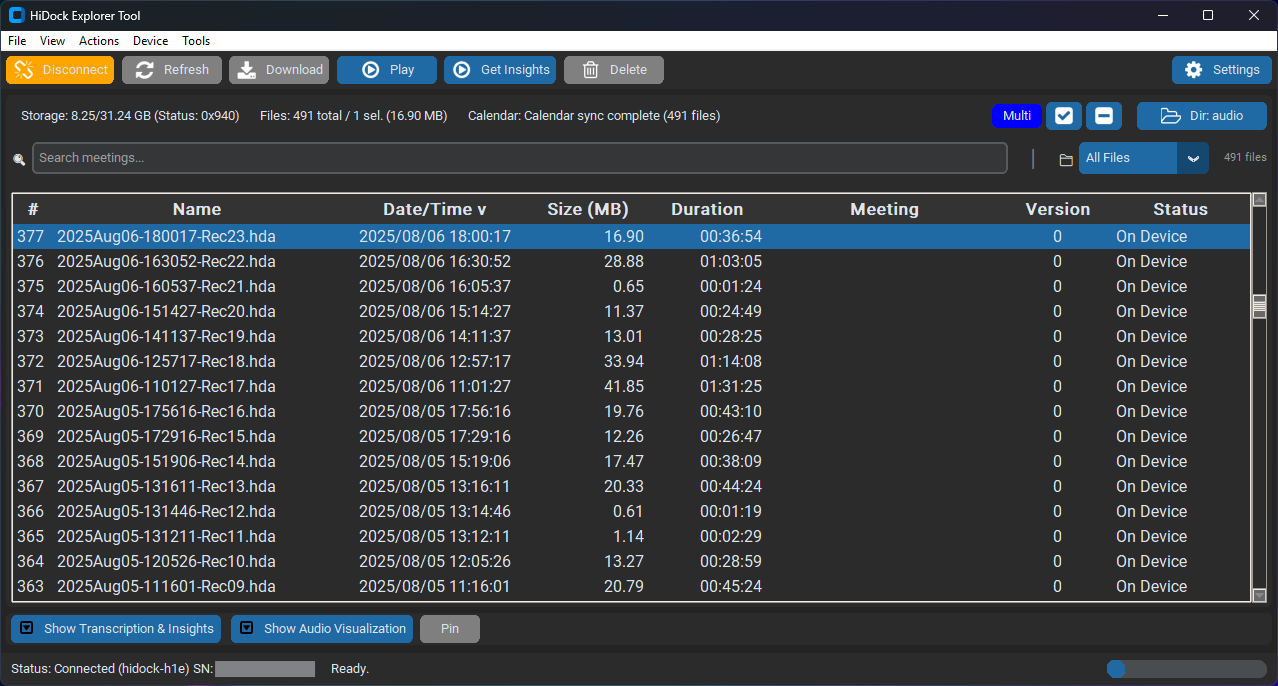 HiDock Explorer Tool
File View Actions Device Tools
Disconnect Refresh Download Play Get Insights Delete Settings
Storage: 8.25/31.24 GB (Status: 0x940) Files: 491 total / 1 sel. (16.90 MB) Calendar: Calendar sync complete (491 files) Multi Dir: audio
Search meetings... All Files 491 files
# Name Date/Time v Size (MB) Duration Meeting Version Status
377 2025Aug06-180017-Rec23.hda 2025/08/06 18:00:17 16.90 00:36:54 0 On Device
376 2025Aug06-163052-Rec22.hda 2025/08/06 16:30:52 28.88 01:03:05 0 On Device
375 2025Aug06-160537-Rec21.hda 2025/08/06 16:05:37 0.65 00:01:24 0 On Device
374 2025Aug06-151427-Rec20.hda 2025/08/06 15:14:27 11.37 00:24:49 0 On Device
373 2025Aug06-141137-Rec19.hda 2025/08/06 14:11:37 13.01 00:28:25 0 On Device
372 2025Aug06-125717-Rec18.hda 2025/08/06 12:57:17 33.94 01:14:08 0 On Device
371 2025Aug06-110127-Rec17.hda 2025/08/06 11:01:27 41.85 01:31:25 0 On Device
370 2025Aug05-175616-Rec16.hda 2025/08/05 17:56:16 19.76 00:43:10 0 On Device
369 2025Aug05-172916-Rec15.hda 2025/08/05 17:29:16 12.26 00:26:47 0 On Device
368 2025Aug05-151906-Rec14.hda 2025/08/05 15:19:06 17.47 00:38:09 0 On Device
367 2025Aug05-131611-Rec13.hda 2025/08/05 13:16:11 20.33 00:44:24 0 On Device
366 2025Aug05-131446-Rec12.hda 2025/08/05 13:14:46 0.61 00:01:19 0 On Device
365 2025Aug05-131211-Rec11.hda 2025/08/05 13:12:11 1.14 00:02:29 0 On Device
364 2025Aug05-120526-Rec10.hda 2025/08/05 12:05:26 13.27 00:28:59 0 On Device
363 2025Aug05-111601-Rec09.hda 2025/08/05 11:16:01 20.79 00:45:24 0 On Device
Show Transcription & Insights Show Audio Visualization Pin
Status: Connected (hidock-h1e) SN: Ready.